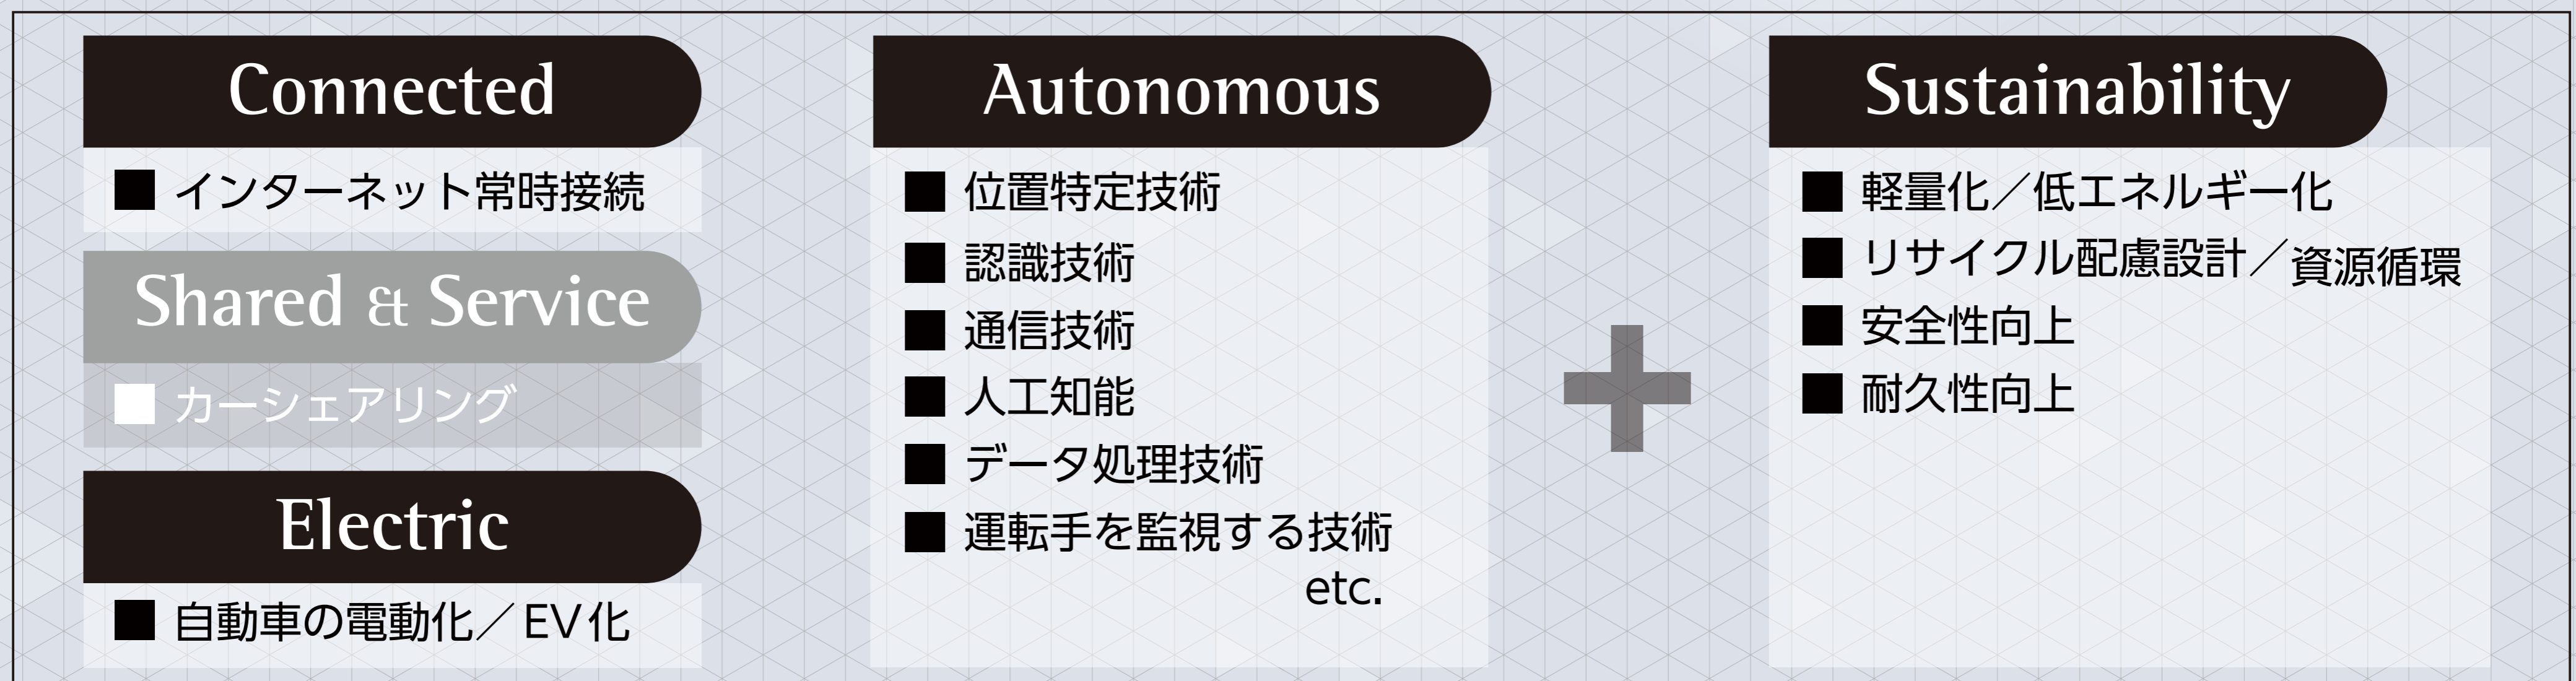 Connected
■ インターネット常時接続
Shared & Service
■ カーシェアリング
Electric
■ 自動車の電動化／EV化
Autonomous
■ 位置特定技術
■ 認識技術
■ 通信技術
■ 人工知能
■ データ処理技術
■ 運転手を監視する技術
etc.
Sustainability
■ 軽量化／低エネルギー化
■ リサイクル配慮設計／資源循環
■ 安全性向上
■ 耐久性向上